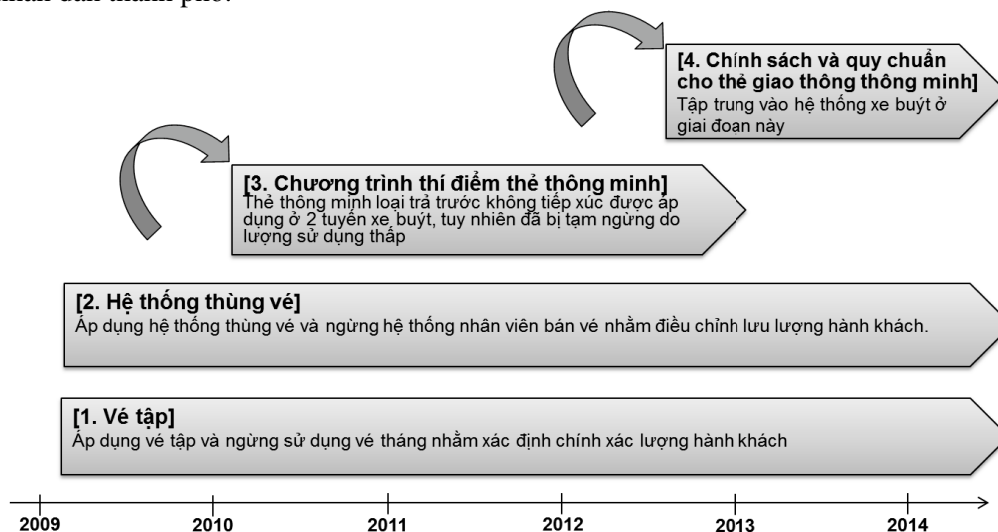 nhân dân thành phố.
[4. Chính sách và quy chuẩn
cho thẻ giao thông thông minh]
Tập trung vào hệ thống xe buýt ở
giai đoạn này
[3. Chương trình thí điểm thẻ thông minh]
Thẻ thông minh loại trả trước không tiếp xúc được áp
dụng ở 2 tuyến xe buýt, tuy nhiên đã bị tạm ngừng do
lượng sử dụng thấp
[2. Hệ thống thùng vé]
Áp dụng hệ thống thùng vé và ngừng hệ thống nhân viên bán vé nhằm điều chỉnh lưu lượng hành khách.
[1. Vé tập]
Áp dụng vé tập và ngừng sử dụng vé tháng nhằm xác định chính xác lượng hành khách
2009 2010 2011 2012 2013 2014